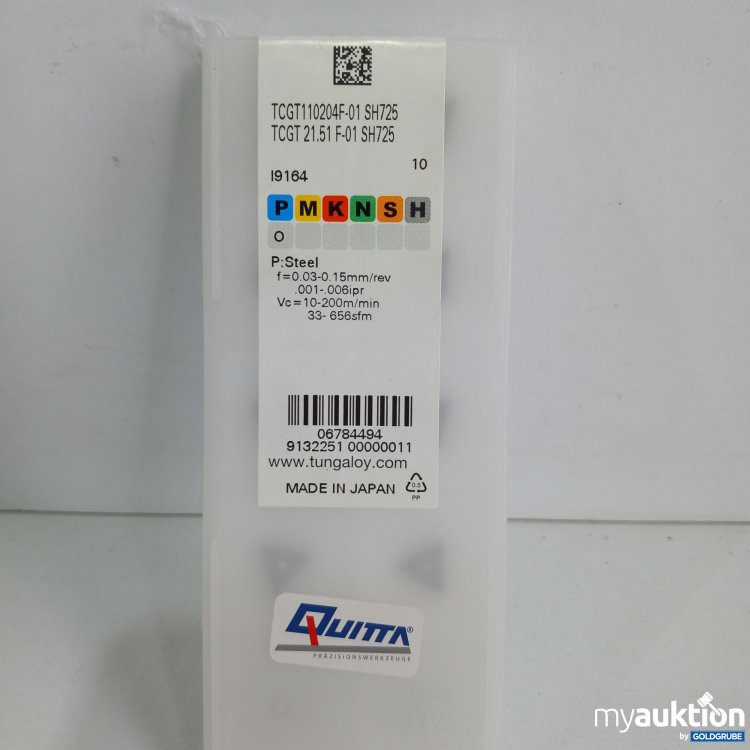 TCGT110204F-01 SH725
TCGT 21.51 F-01 SH725
10
I9164
P M K N S H
O
P:Steel
f=0.03-0.15mm/rev
.001-.006ipr
Vc=10-200m/min
33- 656sfm
06784494
9132251 00000011
www.tungaloy.com
MADE IN JAPAN
0.5
PP
QUITTA®
PRÄZISIONSWERKZEUGE
myauktion
by GOLDGRUBE